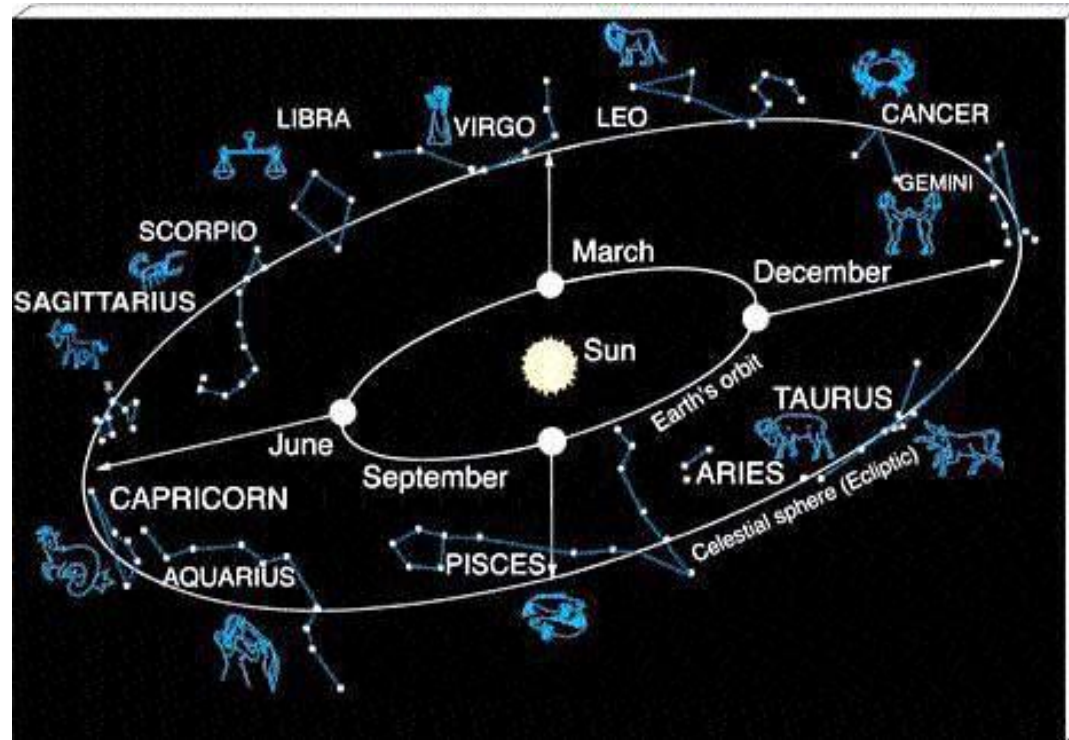 LEO
CANCER
LIBRA
VIRGO
GEMINI
SCORPIO
March
December
SAGITTARIUS
Sun
Earth's orbit
TAURUS
June
September
ARIES
Celestial sphere (Ecliptic)
CAPRICORN
PISCES
AQUARIUS